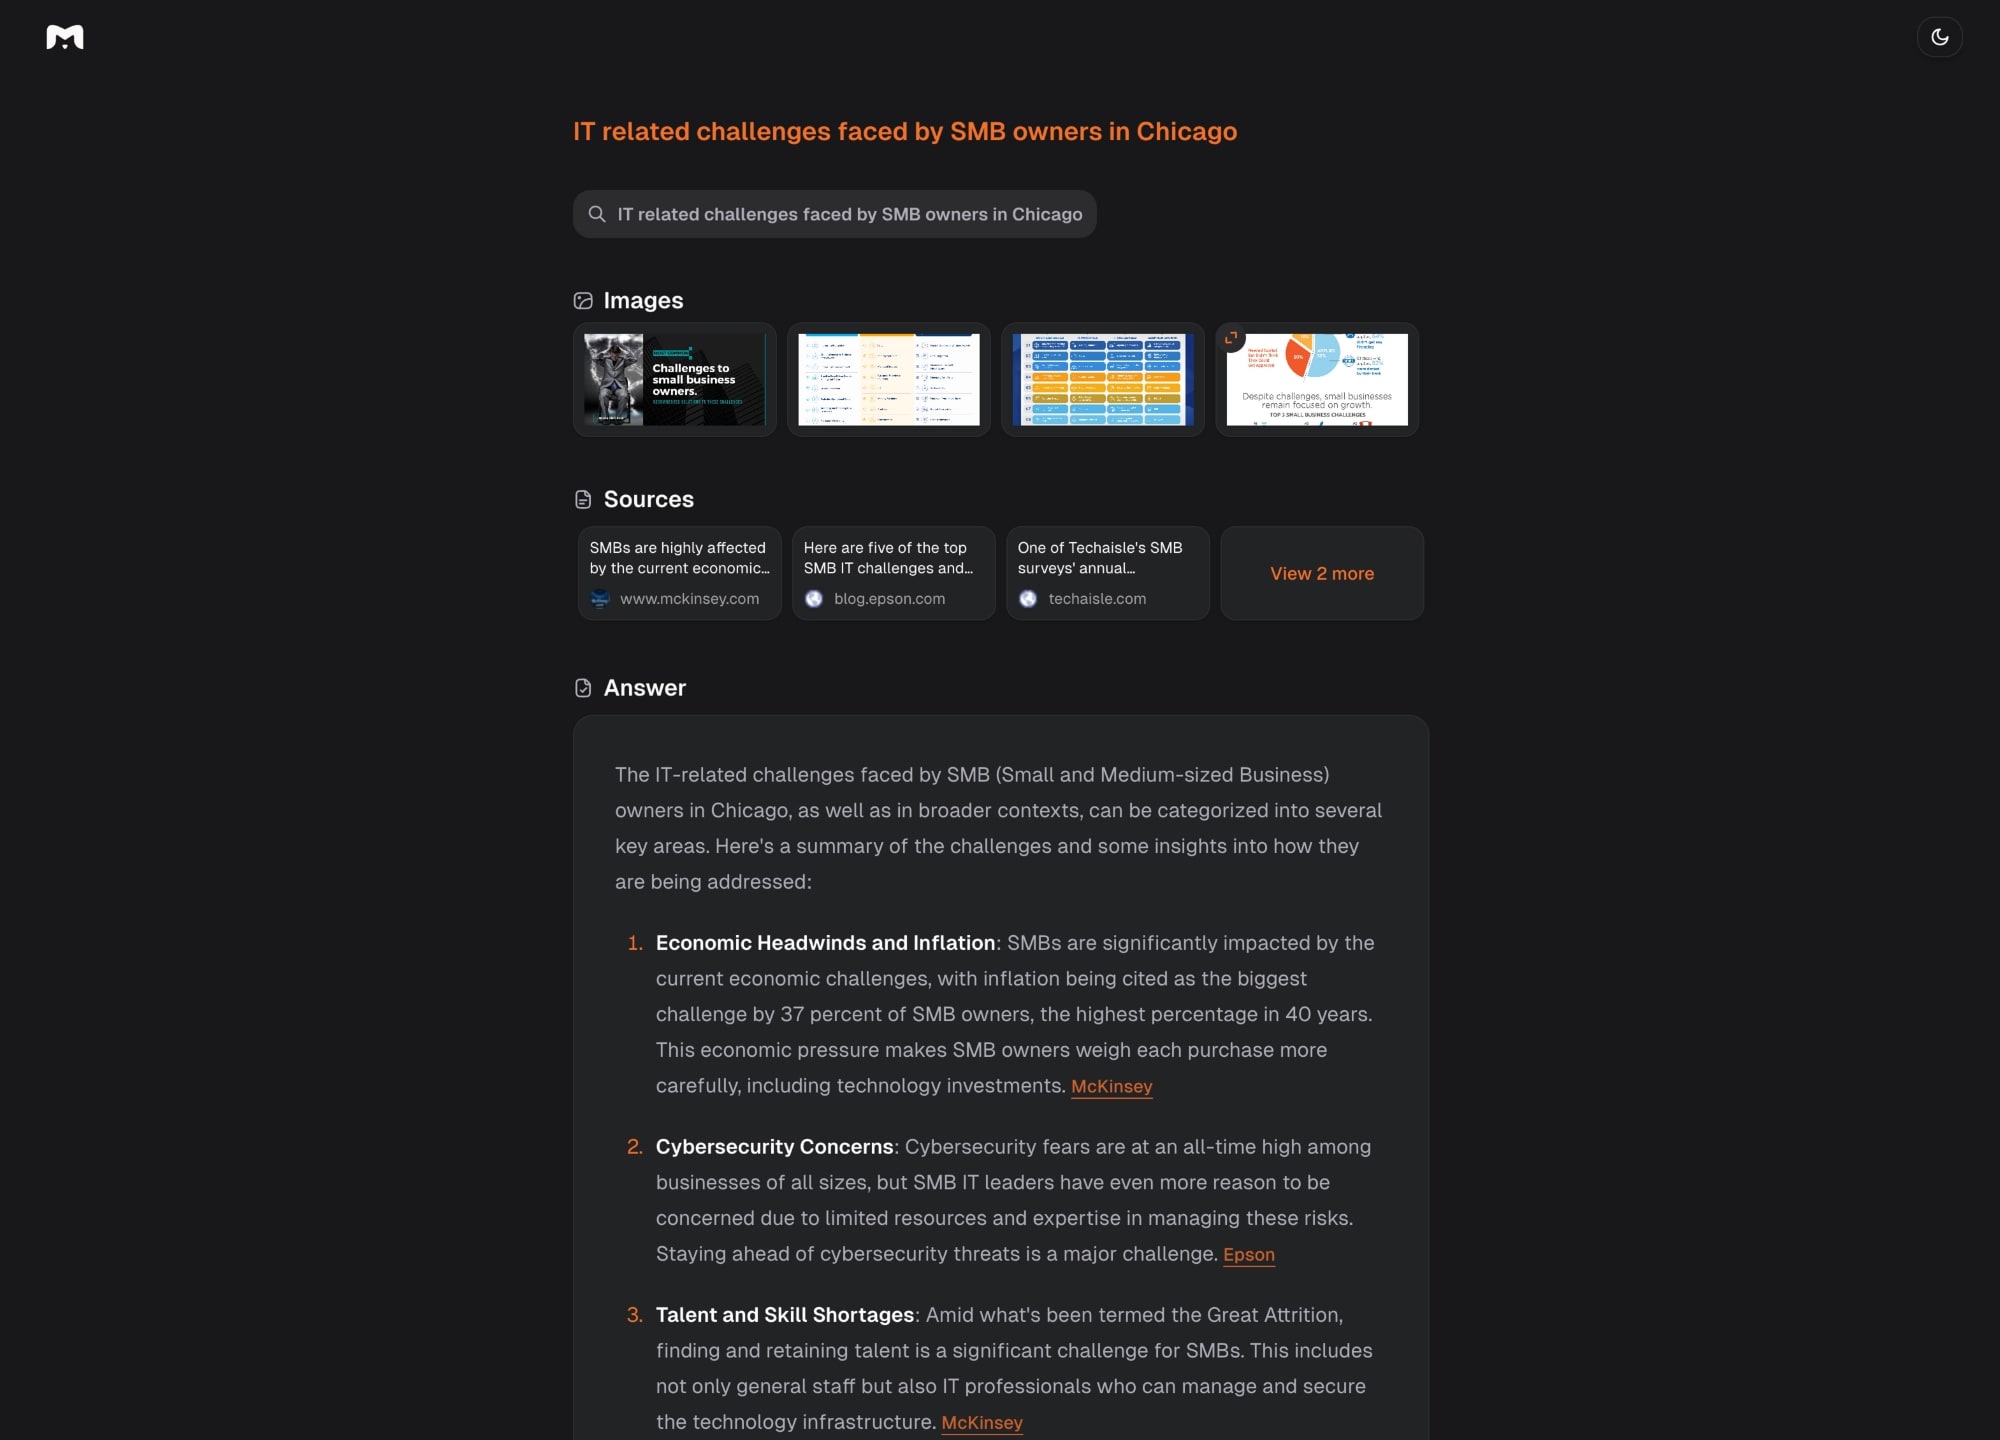 IT related challenges faced by SMB owners in Chicago
IT related challenges faced by SMB owners in Chicago
Images
Challenges to
small business
owners.
Despite challenges, small businesses
remain focused on growth.
TOP 3 SMALL BUSINESS CHALLENGES
Sources
SMBs are highly affected
by the current economic...
www.mckinsey.com
Here are five of the top
SMB IT challenges and...
blog.epson.com
One of Techaisle's SMB
surveys' annual...
techaisle.com
View 2 more
Answer
The IT-related challenges faced by SMB (Small and Medium-sized Business)
owners in Chicago, as well as in broader contexts, can be categorized into several
key areas. Here's a summary of the challenges and some insights into how they
are being addressed:
1. Economic Headwinds and Inflation: SMBs are significantly impacted by the
current economic challenges, with inflation being cited as the biggest
challenge by 37 percent of SMB owners, the highest percentage in 40 years.
This economic pressure makes SMB owners weigh each purchase more
carefully, including technology investments. McKinsey
2. Cybersecurity Concerns: Cybersecurity fears are at an all-time high among
businesses of all sizes, but SMB IT leaders have even more reason to be
concerned due to limited resources and expertise in managing these risks.
Staying ahead of cybersecurity threats is a major challenge. Epson
3. Talent and Skill Shortages: Amid what's been termed the Great Attrition,
finding and retaining talent is a significant challenge for SMBs. This includes
not only general staff but also IT professionals who can manage and secure
the technology infrastructure. McKinsey